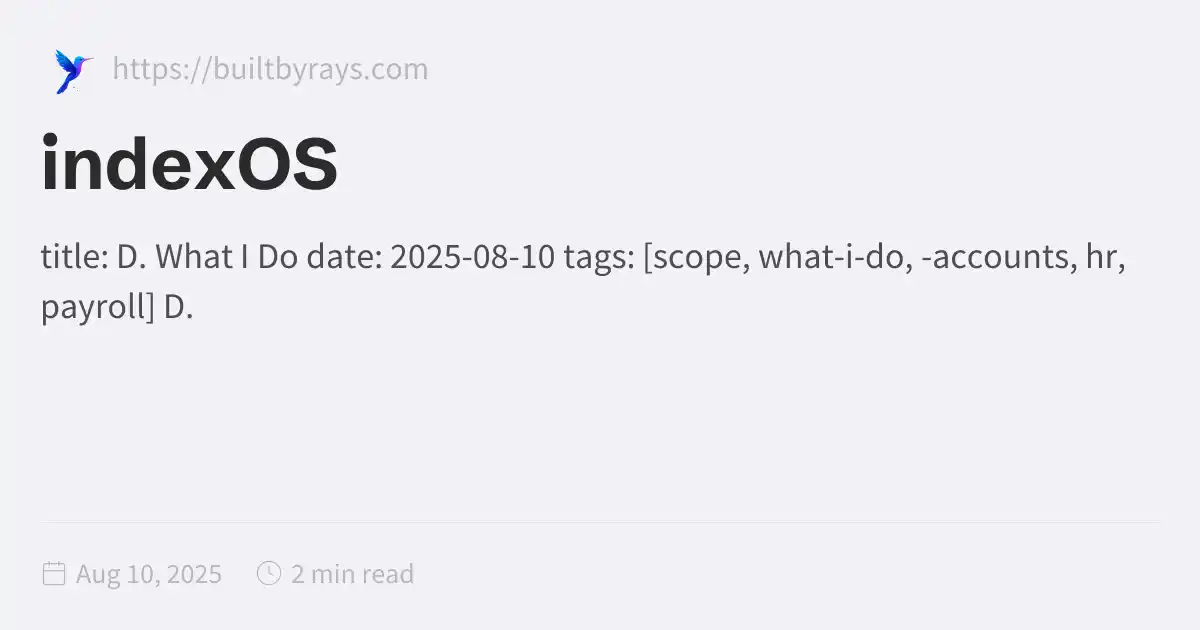 https://builtbyrays.com
indexOS
title: D. What I Do date: 2025-08-10 tags: [scope, what-i-do, -accounts, hr,
payroll] D.
Aug 10, 2025 2 min read